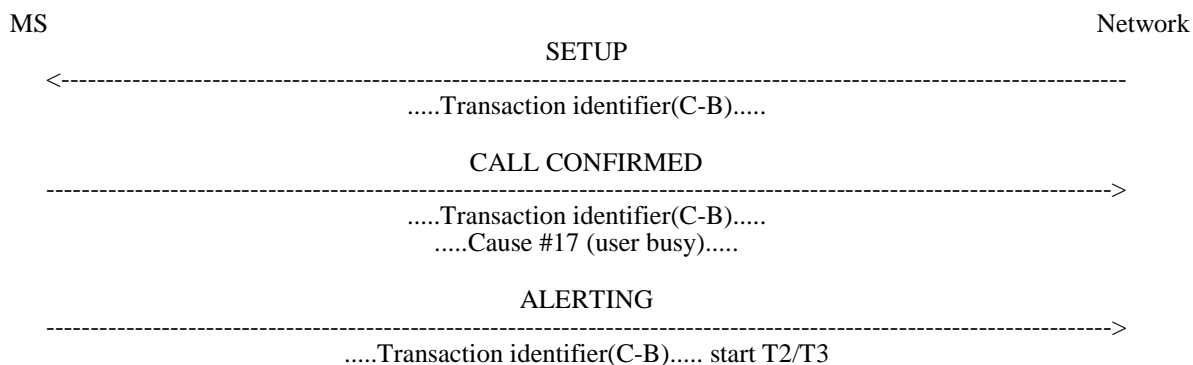 MS Network
SETUP
<------------------------------------------------------------------------------------------------------------------------
.....Transaction identifier(C-B).....
CALL CONFIRMED
------------------------------------------------------------------------------------------------------------------------>
.....Transaction identifier(C-B).....
.....Cause #17 (user busy).....
ALERTING
------------------------------------------------------------------------------------------------------------------------>
.....Transaction identifier(C-B)..... start T2/T3